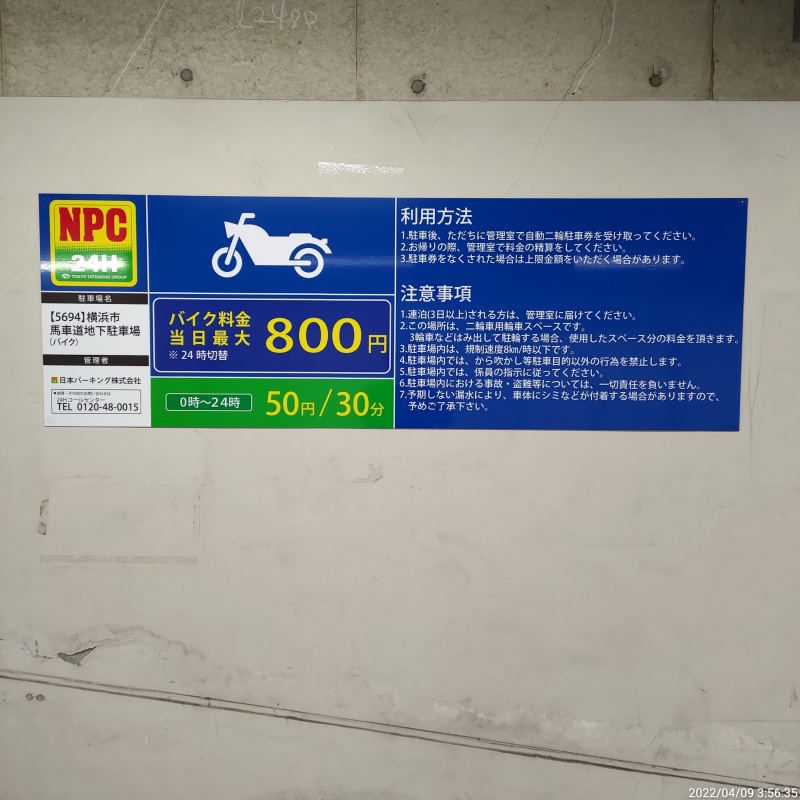 NPC
24H
TOKYO TATEMONO GROUP
駐車場名
【5694】横浜市
馬車道地下駐車場
(バイク)
管理者
日本パーキング株式会社
24Hコールセンター
TEL 0120-48-0015
バイク料金
当日最大 800円
※ 24 時切替
0時～24時 50円/30分
利用方法
1.駐車後、ただちに管理室で自動二輪駐車券を受け取ってください。
2.お帰りの際、管理室で料金の精算をしてください。
3.駐車券をなくされた場合は上限金額をいただく場合があります。
注意事項
1.連泊(3日以上)される方は、管理室に届けてください。
2.この場所は、二輪車用輪車スペースです。
3輪車などはみ出して駐輪する場合、使用したスペース分の料金を頂きます。
3.駐車場内は、規制速度8km/時以下です。
4.駐車場内では、から吹かし等駐車目的以外の行為を禁止します。
5.駐車場内では、係員の指示に従ってください。
6.駐車場内における事故・盗難等については、一切責任を負いません。
7.予期しない漏水により、車体にシミなどが付着する場合がありますので、
予めご了承下さい。
2022/04/09 3:56:35